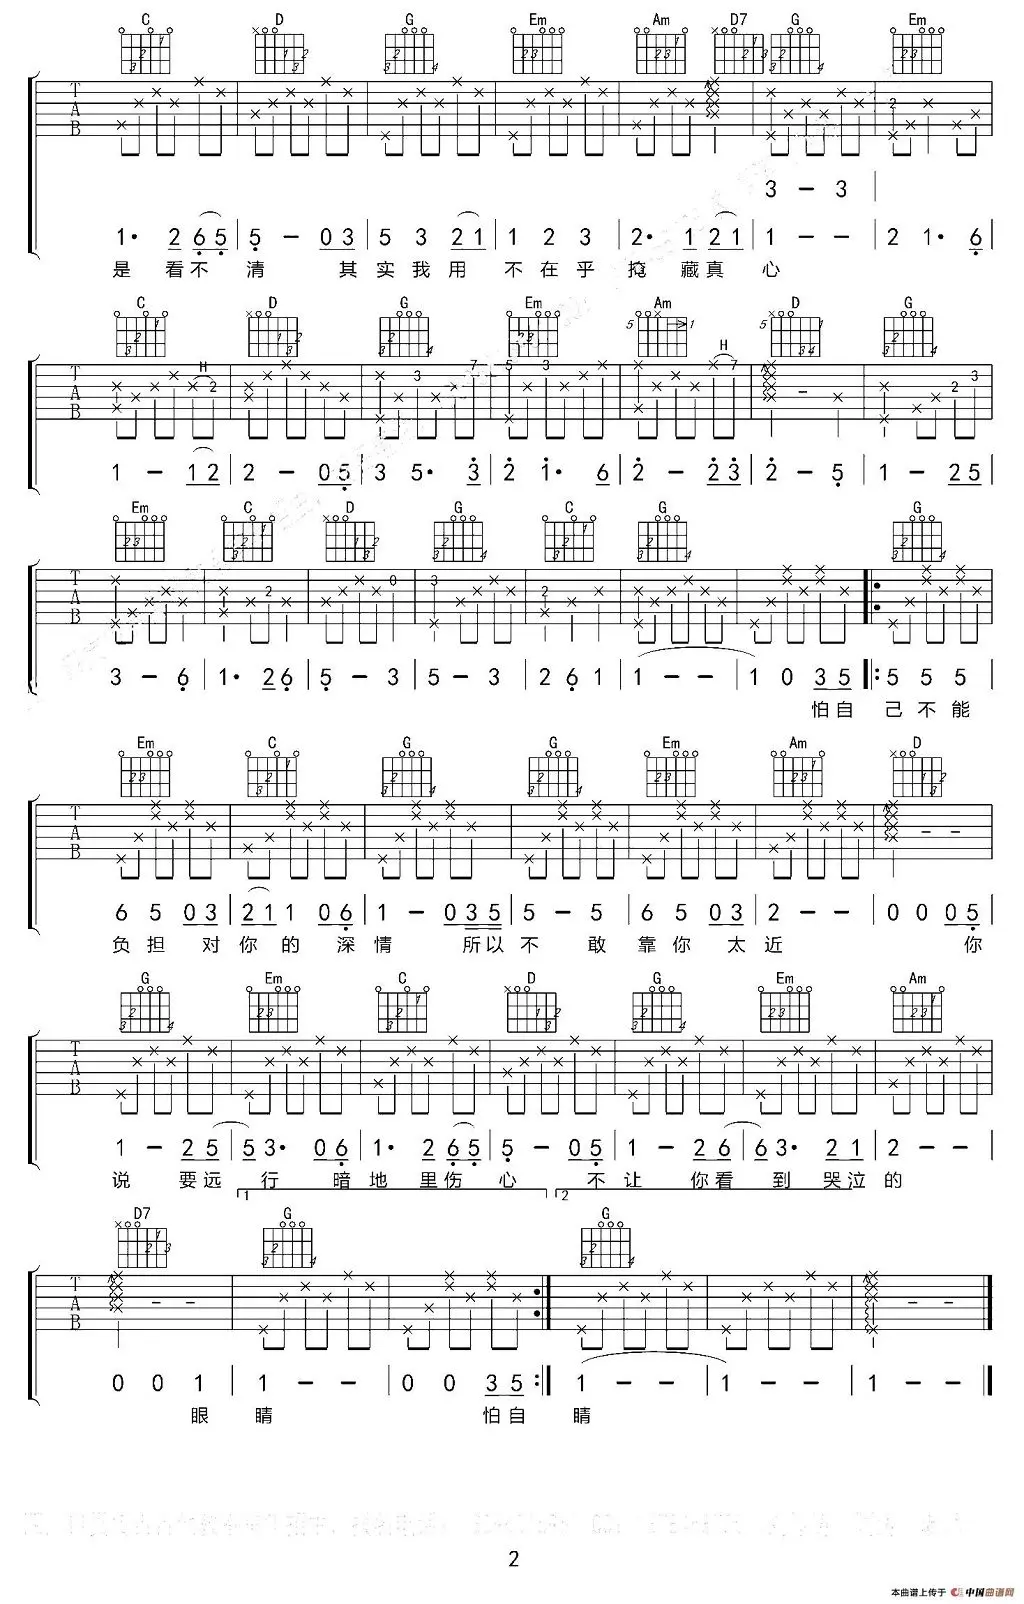 C D G Em Am D7 G Em
T A B 2
3 – 3
1· 2 6 5 | 5 – 0 3 | 5 3 2 1 | 1 2 3 | 2· 1 2 1 | 1 – – | 2 1· 6
是 看 不 清 其 实 我 用 不 在 乎 掩 藏 真 心
C D G Em Am D G
T A B H 2 3 7 5 3 H 7 – 2 3
1 – 1 2 | 2 – 0 5 | 3 5· 3 | 2 1· 6 | 2 – 2 3 | 2 – 5 | 1 – 2 5
Em C D G C G G
T A B 2 0 3 2
3 – 6 | 1· 2 6 | 5 – 3 | 5 – 3 | 2 6 1 | 1 – – | 1 0 3 5 |: 5 5 5
怕 自 己 不 能
Em C G G Em Am D
T A B – –
6 5 0 3 | 2 1 1 0 6 | 1 – 0 3 5 | 5 – 5 | 6 5 0 3 | 2 – – | 0 0 0 5
负 担 对 你 的 深 情 所 以 不 敢 靠 你 太 近 你
G Em C D G Em Am
T A B
1 – 2 5 | 5 3· 0 6 | 1· 2 6 5 | 5 – 0 5 | 1 – 2 6 | 6 3· 2 1 | 2 – –
说 要 远 行 暗 地 里 伤 心 不 让 你 看 到 哭 泣 的
1 2
D7 G G
T A B – – – –
0 0 1 | 1 – – | 0 0 3 5 :| 1 – – | 1 – – | 1 – –
眼 睛 怕 自 睛
2
本曲谱上传于 中国曲谱网